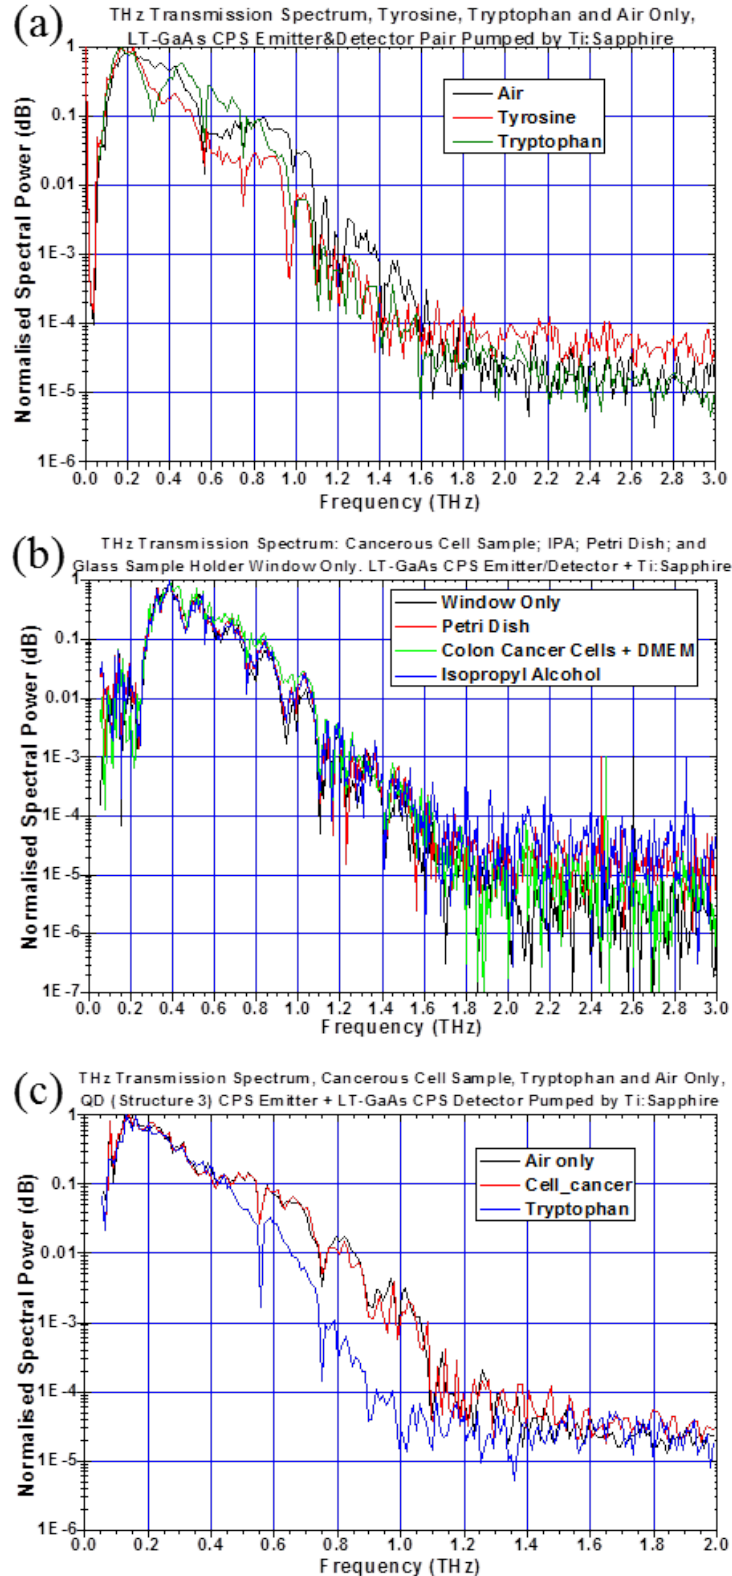 (a)
THz Transmission Spectrum, Tyrosine, Tryptophan and Air Only,
LT-GaAs CPS Emitter&Detector Pair Pumped by Ti:Sapphire
Normalised Spectral Power (dB)
1
0.1
0.01
1E-3
1E-4
1E-5
1E-6
Air
Tyrosine
Tryptophan
0.0 0.2 0.4 0.6 0.8 1.0 1.2 1.4 1.6 1.8 2.0 2.2 2.4 2.6 2.8 3.0
Frequency (THz)
(b)
THz Transmission Spectrum: Cancerous Cell Sample; IPA; Petri Dish; and
Glass Sample Holder Window Only. LT-GaAs CPS Emitter/Detector + Ti:Sapphire
Normalised Spectral Power (dB)
1
0.1
0.01
1E-3
1E-4
1E-5
1E-6
1E-7
Window Only
Petri Dish
Colon Cancer Cells + DMEM
Isopropyl Alcohol
0.0 0.2 0.4 0.6 0.8 1.0 1.2 1.4 1.6 1.8 2.0 2.2 2.4 2.6 2.8 3.0
Frequency (THz)
(c)
THz Transmission Spectrum, Cancerous Cell Sample, Tryptophan and Air Only,
QD (Structure 3) CPS Emitter + LT-GaAs CPS Detector Pumped by Ti:Sapphire
Normalised Spectral Power (dB)
1
0.1
0.01
1E-3
1E-4
1E-5
1E-6
Air only
Cell_cancer
Tryptophan
0.0 0.2 0.4 0.6 0.8 1.0 1.2 1.4 1.6 1.8 2.0
Frequency (THz)